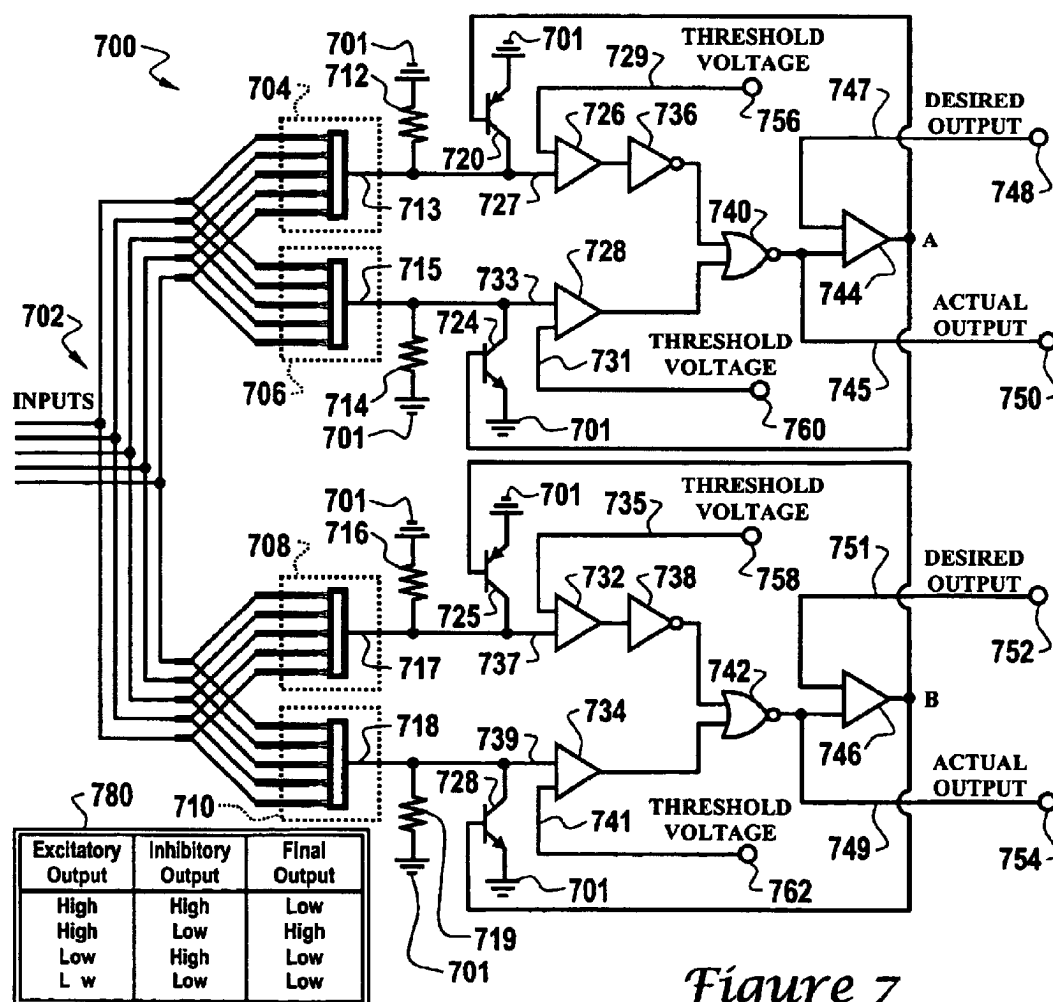 700
701
712
704
713
720
701
THRESHOLD
VOLTAGE
729
756
726
736
727
740
747
DESIRED
OUTPUT
748
A
744
715
733
728
724
731
THRESHOLD
VOLTAGE
760
ACTUAL
OUTPUT
745
750
702
706
714
701
701
INPUTS
701
716
708
717
725
701
735
THRESHOLD
VOLTAGE
758
732
738
737
742
751
DESIRED
OUTPUT
752
B
746
718
739
734
728
741
THRESHOLD
VOLTAGE
762
ACTUAL
OUTPUT
749
754
710
719
701
701
780
Excitatory Output Inhibitory Output Final Output
High High Low
High Low High
Low High Low
L w Low Low
Figure 7